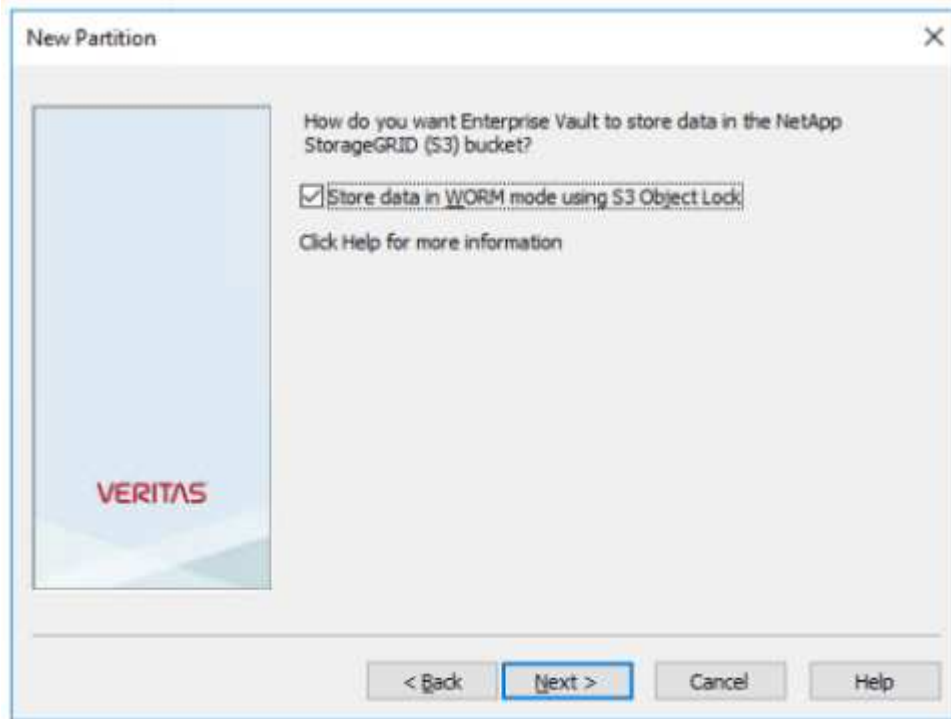 New Partition
How do you want Enterprise Vault to store data in the NetApp
StorageGRID (S3) bucket?
Store data in WORM mode using S3 Object Lock
Click Help for more information
VERITAS
< Back
Next >
Cancel
Help